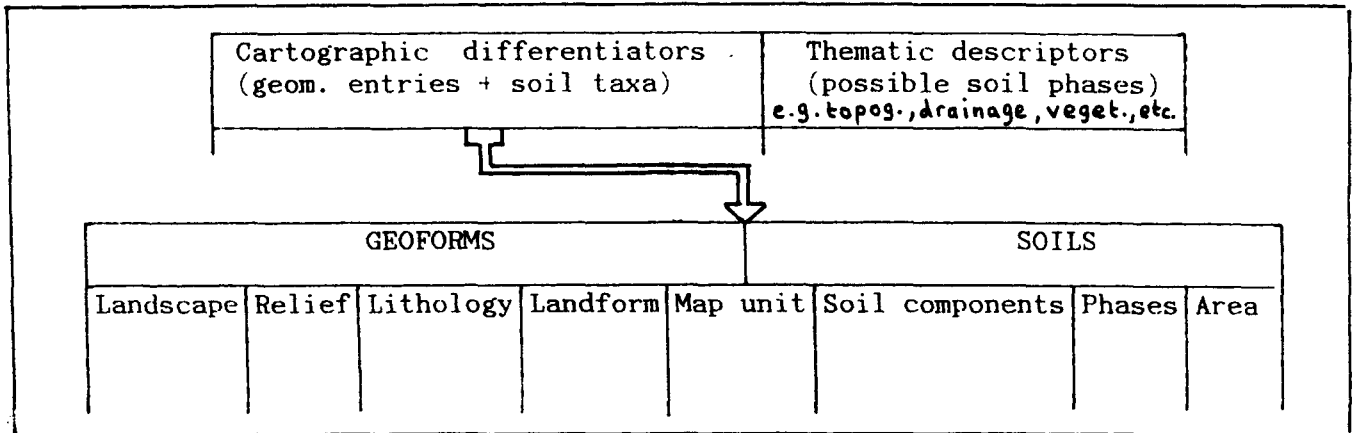 Cartographic differentiators
(geom. entries + soil taxa)
Thematic descriptors
(possible soil phases)
e.g. topog., drainage, veget., etc.
GEOFORMS
SOILS
Landscape Relief Lithology Landform Map unit Soil components Phases Area